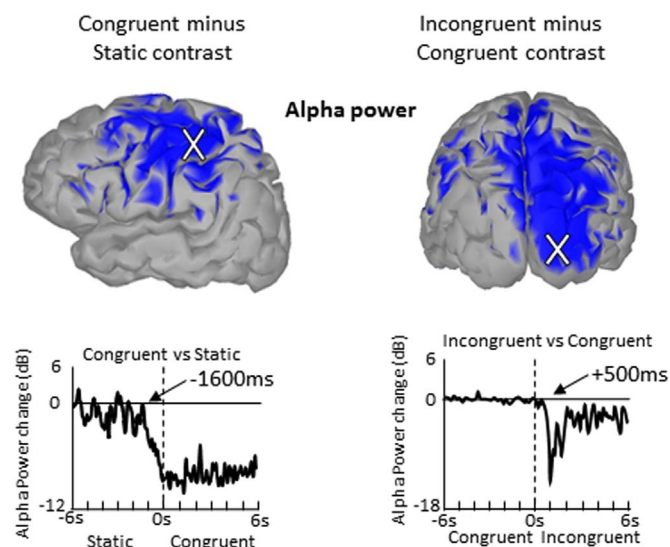 Congruent minus
Static contrast
Incongruent minus
Congruent contrast
Alpha power
X
X
Congruent vs Static
-1600ms
Alpha Power change (dB)
6
0
-12
-6s
0s
6s
Static
Congruent
Incongruent vs Congruent
+500ms
Alpha Power change (dB)
6
0
-18
-6s
0s
6s
Congruent
Incongruent